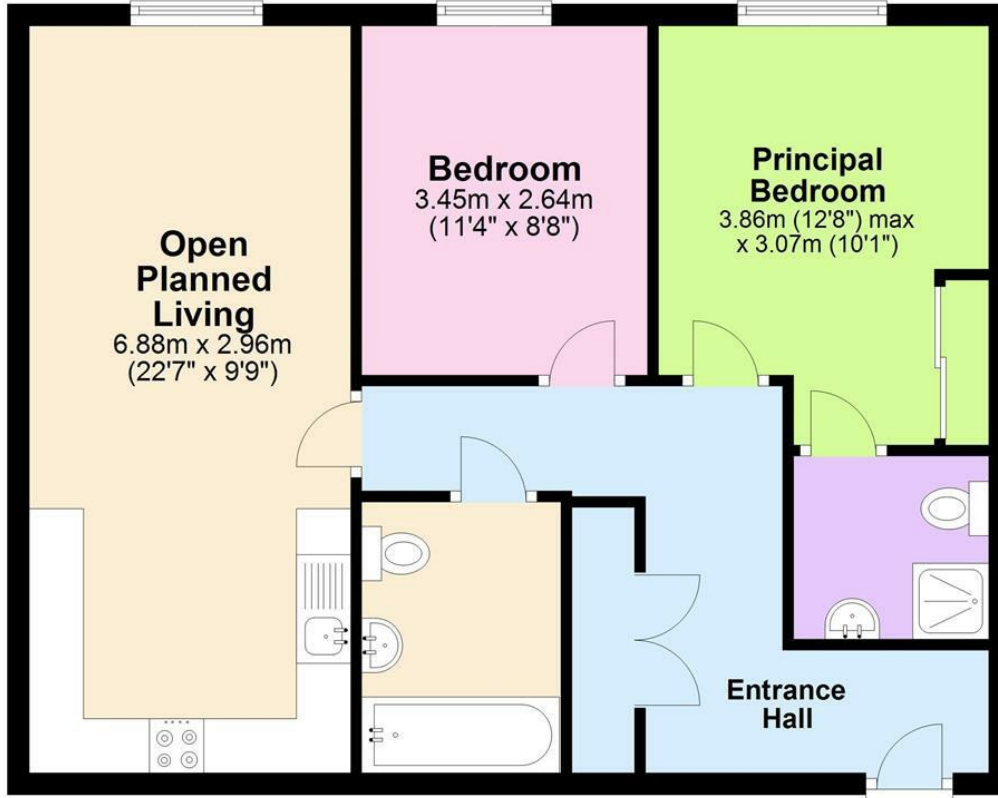 Open
Planned
Living
6.88m x 2.96m
(22'7" x 9'9")
Bedroom
3.45m x 2.64m
(11'4" x 8'8")
Principal
Bedroom
3.86m (12'8") max
x 3.07m (10'1")
Entrance
Hall